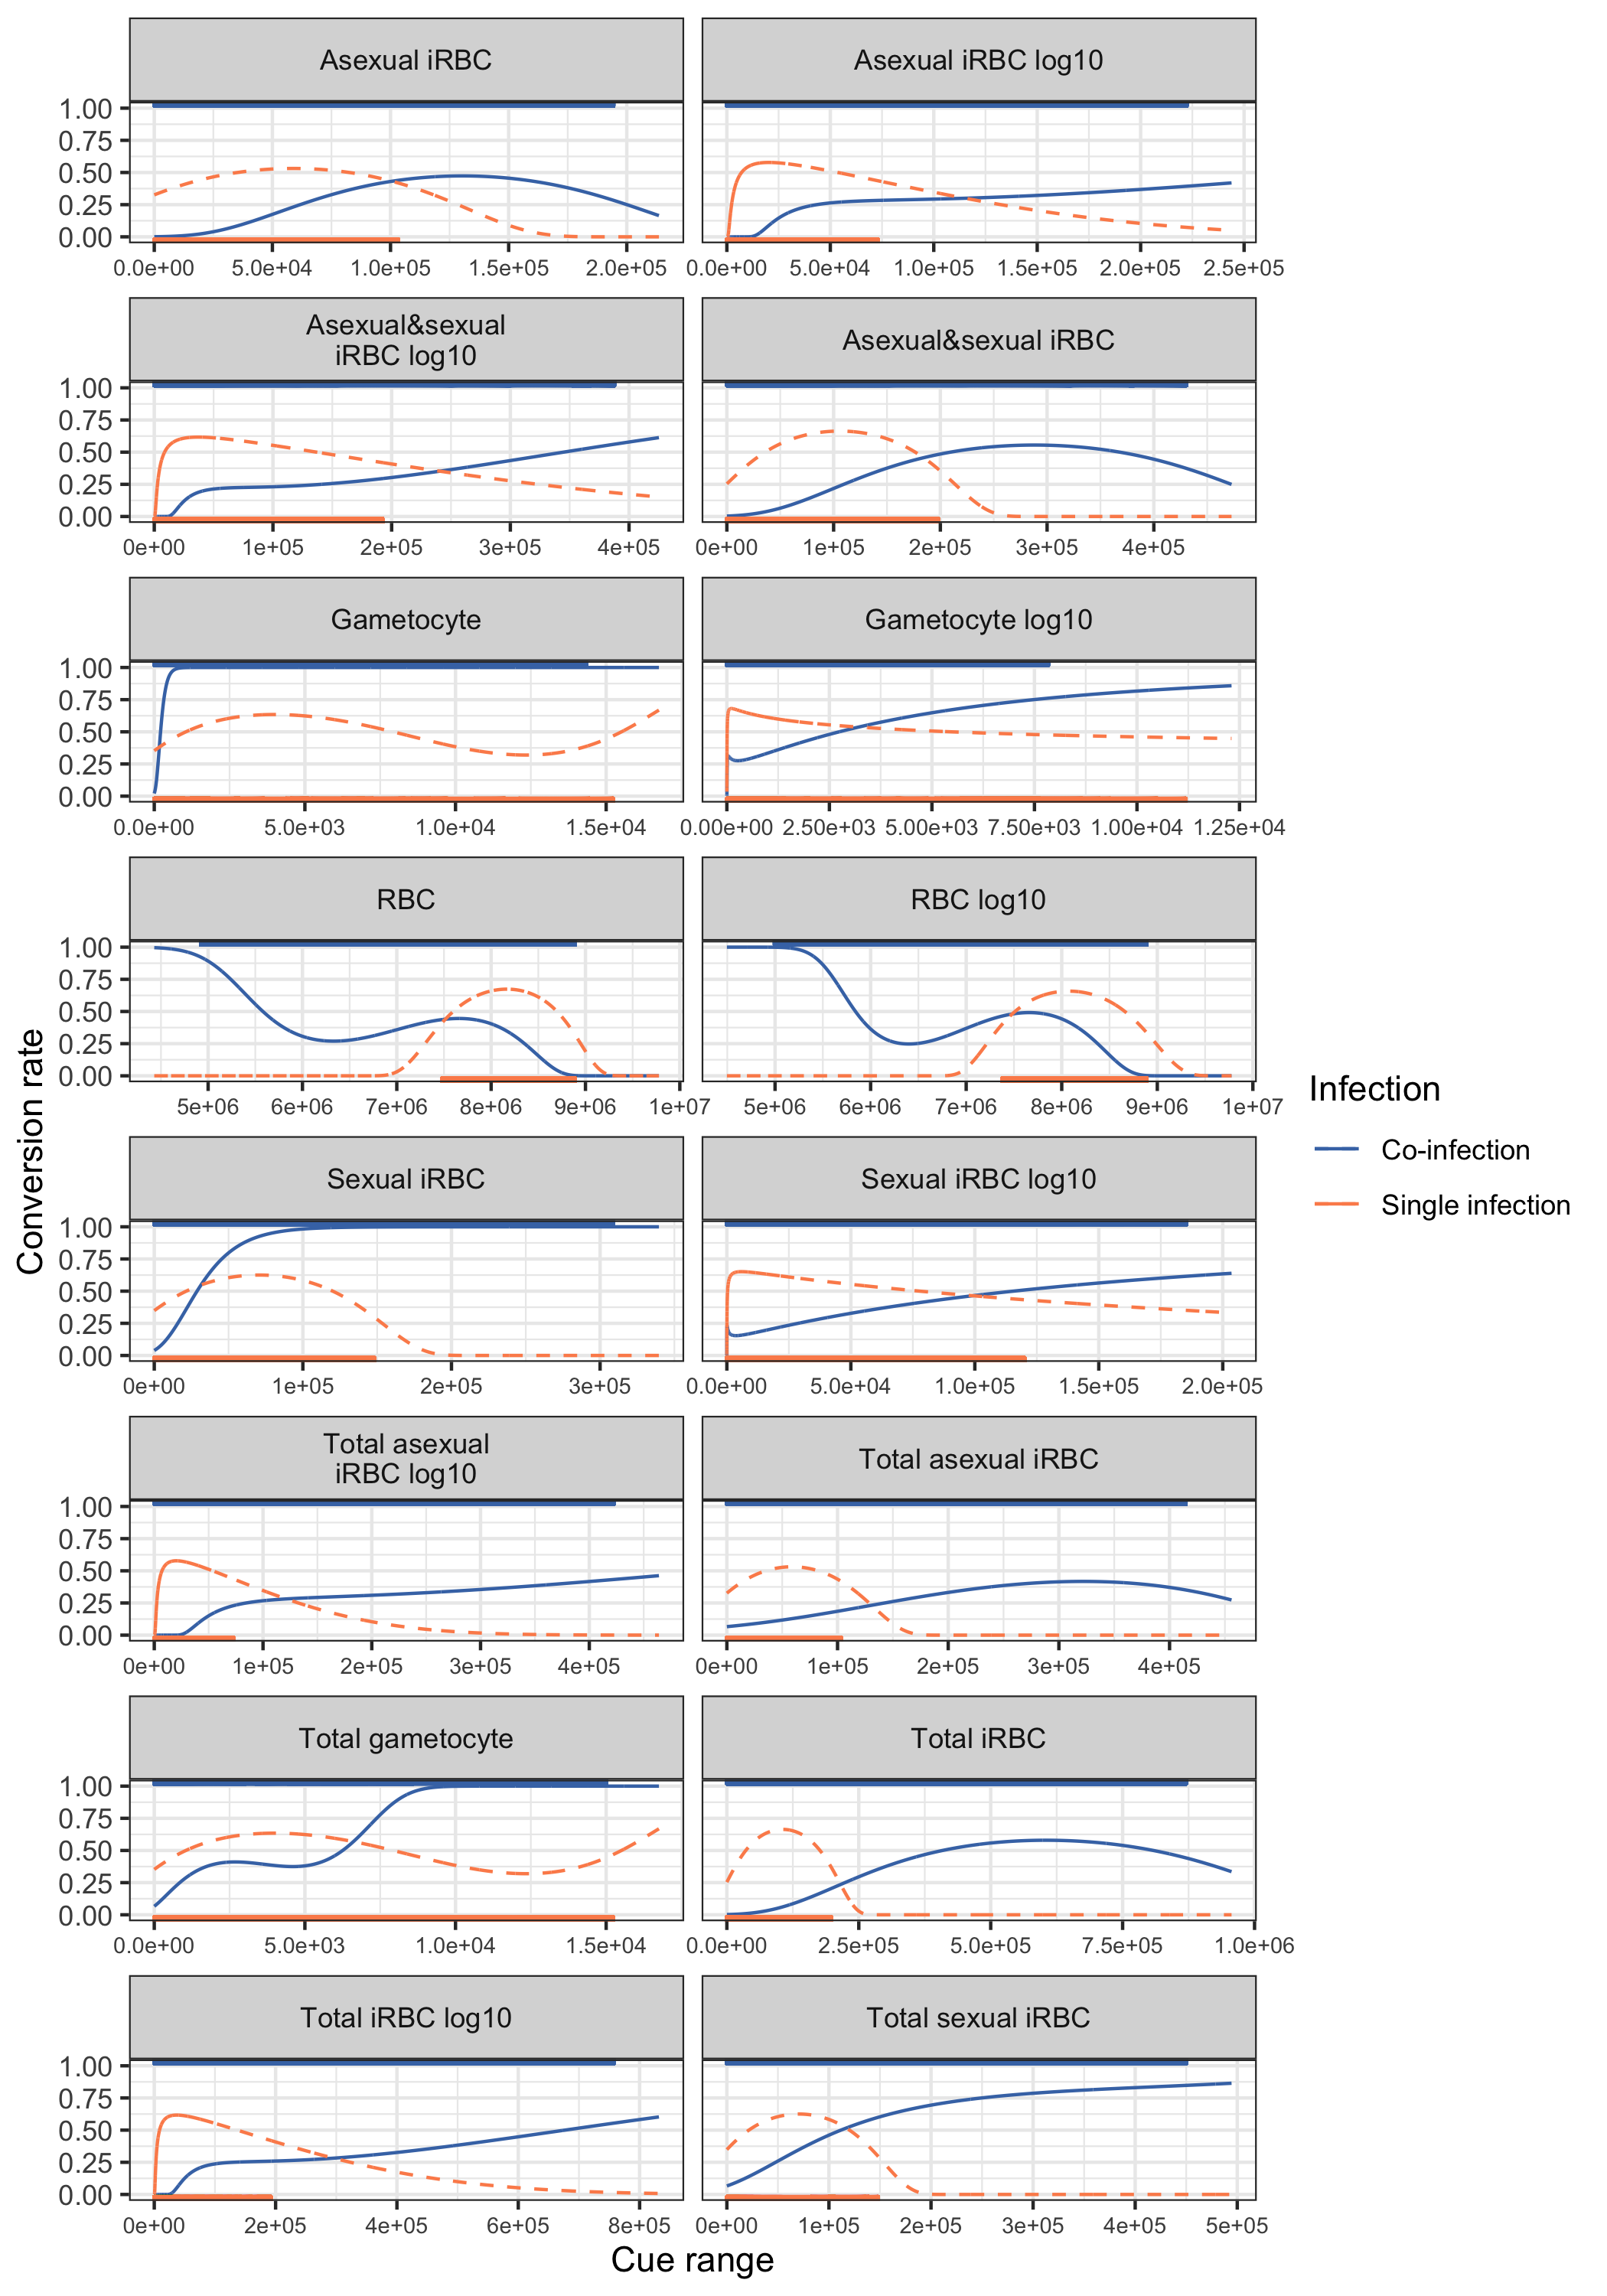 Asexual iRBC
Asexual iRBC log10
1.00
0.75
0.50
0.25
0.00
0.0e+00 5.0e+04 1.0e+05 1.5e+05 2.0e+05
0.0e+00 5.0e+04 1.0e+05 1.5e+05 2.0e+05 2.5e+05
Asexual&sexual
iRBC log10
Asexual&sexual iRBC
1.00
0.75
0.50
0.25
0.00
0e+00 1e+05 2e+05 3e+05 4e+05
0e+00 1e+05 2e+05 3e+05 4e+05
Gametocyte
Gametocyte log10
1.00
0.75
0.50
0.25
0.00
0.0e+00 5.0e+03 1.0e+04 1.5e+04
0.00e+00 2.50e+03 5.00e+03 7.50e+03 1.00e+04 1.25e+04
RBC
RBC log10
1.00
0.75
0.50
0.25
0.00
5e+06 6e+06 7e+06 8e+06 9e+06 1e+07
5e+06 6e+06 7e+06 8e+06 9e+06 1e+07
Sexual iRBC
Sexual iRBC log10
1.00
0.75
0.50
0.25
0.00
0e+00 1e+05 2e+05 3e+05
0.0e+00 5.0e+04 1.0e+05 1.5e+05 2.0e+05
Total asexual
iRBC log10
Total asexual iRBC
1.00
0.75
0.50
0.25
0.00
0e+00 1e+05 2e+05 3e+05 4e+05
0e+00 1e+05 2e+05 3e+05 4e+05
Total gametocyte
Total iRBC
1.00
0.75
0.50
0.25
0.00
0.0e+00 5.0e+03 1.0e+04 1.5e+04
0.0e+00 2.5e+05 5.0e+05 7.5e+05 1.0e+06
Total iRBC log10
Total sexual iRBC
1.00
0.75
0.50
0.25
0.00
0e+00 2e+05 4e+05 6e+05 8e+05
0e+00 1e+05 2e+05 3e+05 4e+05 5e+05
Cue range
Conversion rate
Infection
Co-infection
Single infection